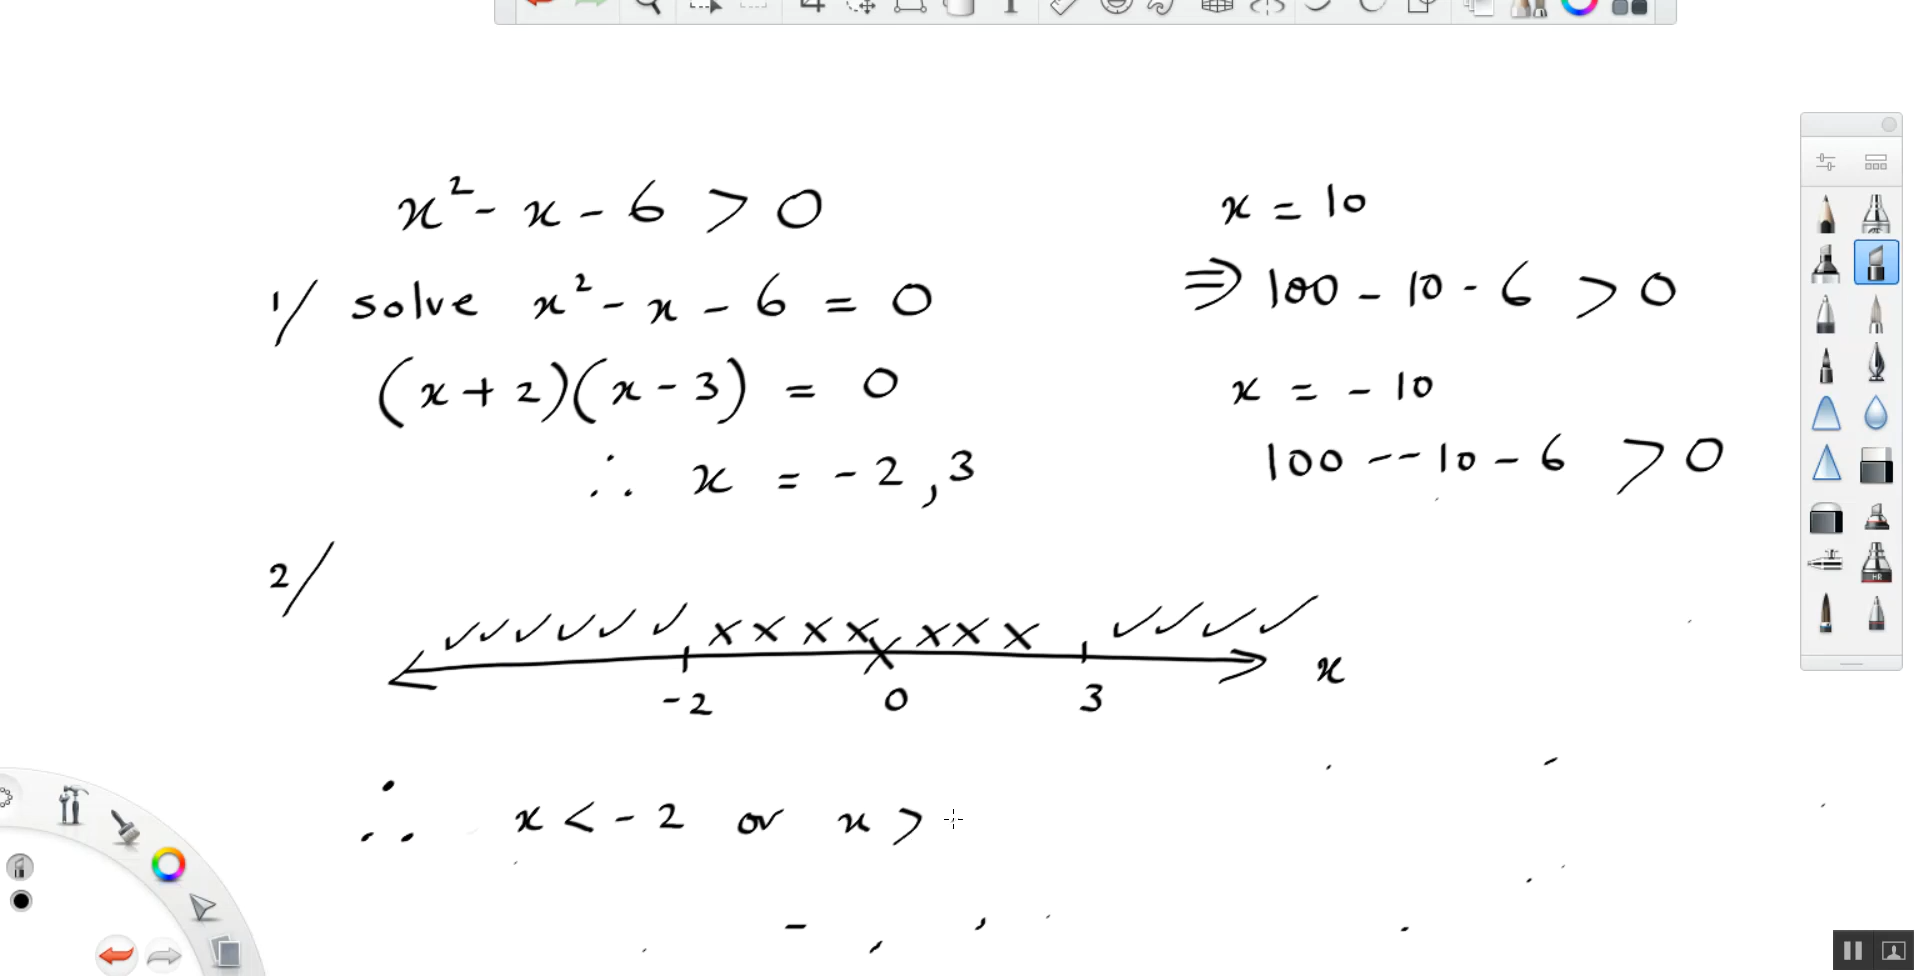 x² - x - 6 > 0
1/ solve x² - x - 6 = 0
(x + 2)(x - 3) = 0
∴ x = - 2 , 3
x = 10
⇒ 100 - 10 - 6 > 0
x = - 10
100 -- 10 - 6 > 0
2/
✓ ✓ ✓ ✓ ✓ ✓ X X X X X X X X ✓ ✓ ✓ ✓
- 2 0 3 x
∴ x < - 2 or x >